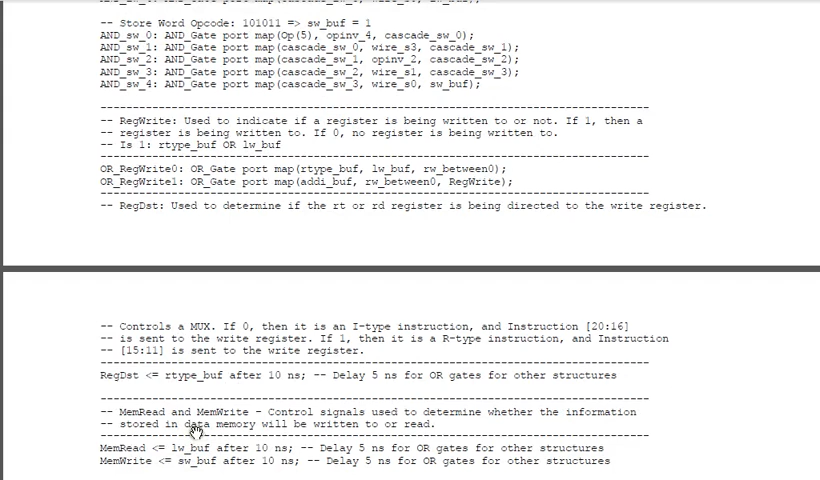 -- Store Word Opcode: 101011 => sw_buf = 1
AND_sw_0: AND_Gate port map(Op(5), opinv_4, cascade_sw_0);
AND_sw_1: AND_Gate port map(cascade_sw_0, wire_s3, cascade_sw_1);
AND_sw_2: AND_Gate port map(cascade_sw_1, opinv_2, cascade_sw_2);
AND_sw_3: AND_Gate port map(cascade_sw_2, wire_s1, cascade_sw_3);
AND_sw_4: AND_Gate port map(cascade_sw_3, wire_s0, sw_buf);
--------------------------------------------------------------------------------
-- RegWrite: Used to indicate if a register is being written to or not. If 1, then a
-- register is being written to. If 0, no register is being written to.
-- Is 1: rtype_buf OR lw_buf
--------------------------------------------------------------------------------
OR_RegWrite0: OR_Gate port map(rtype_buf, lw_buf, rw_between0);
OR_RegWrite1: OR_Gate port map(addi_buf, rw_between0, RegWrite);
--------------------------------------------------------------------------------
-- RegDst: Used to determine if the rt or rd register is being directed to the write register.
-- Controls a MUX. If 0, then it is an I-type instruction, and Instruction [20:16]
-- is sent to the write register. If 1, then it is a R-type instruction, and Instruction
-- [15:11] is sent to the write register.
--------------------------------------------------------------------------------
RegDst <= rtype_buf after 10 ns; -- Delay 5 ns for OR gates for other structures
--------------------------------------------------------------------------------
-- MemRead and MemWrite - Control signals used to determine whether the information
-- stored in data memory will be written to or read.
--------------------------------------------------------------------------------
MemRead <= lw_buf after 10 ns; -- Delay 5 ns for OR gates for other structures
MemWrite <= sw_buf after 10 ns; -- Delay 5 ns for OR gates for other structures